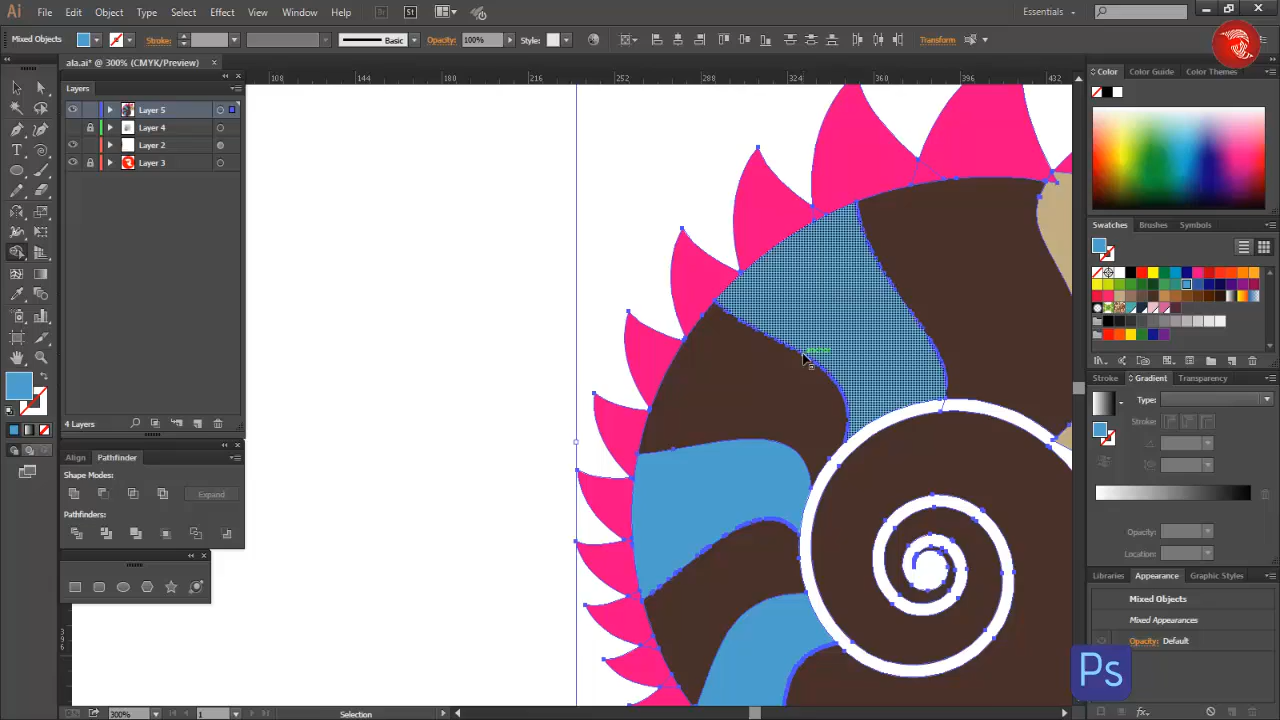 Ai File Edit Object Type Select Effect View Window Help Br St Essentials
Mixed Objects Stroke: Basic Opacity: 100% Style: Transform
ala.ai* @ 300% (CMYK/Preview) ×
108 144 180 216 252 288 324 360 396 432
Layers
Layer 5
Layer 4
Layer 2
Layer 3
4 Layers
Align Pathfinder
Shape Modes:
Expand
Pathfinders:
Color Color Guide Color Themes
Swatches Brushes Symbols
Stroke Gradient Transparency
Type:
Stroke:
Opacity:
Location:
Libraries Appearance Graphic Styles
Mixed Objects
Mixed Appearances
Opacity: Default
fx
Ps
300% 1 Selection